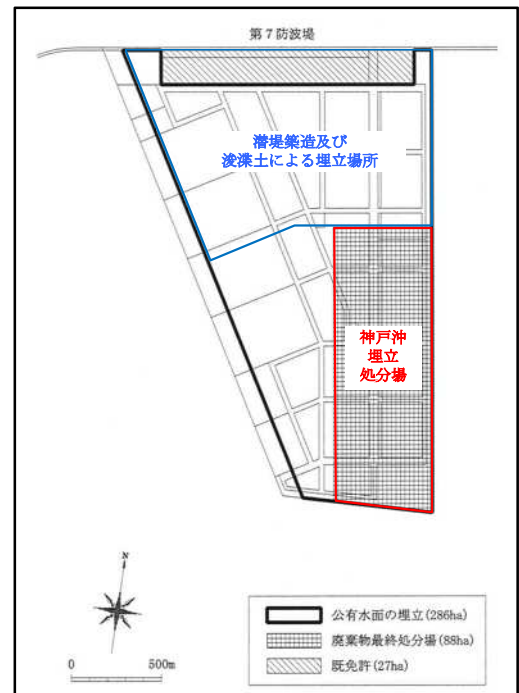 第7防波堤
潜堤築造及び
浚渫土による埋立場所
神戸沖
埋立
処分場
N
0 500m
公有水面の埋立(286ha)
廃棄物最終処分場(88ha)
既免許(27ha)